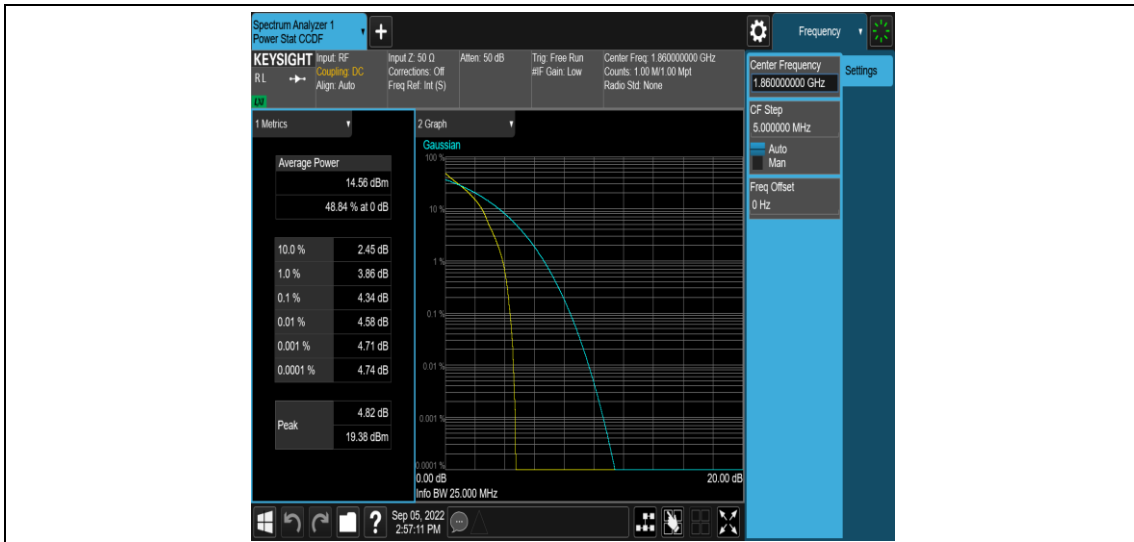 Spectrum Analyzer 1
Power Stat CCDF
Frequency
KEYSIGHT
RL
LXI
Input: RF
Coupling: DC
Align: Auto
Input Z: 50 Ω
Corrections: Off
Freq Ref: Int (S)
Atten: 50 dB
Trig: Free Run
#IF Gain: Low
Center Freq: 1.860000000 GHz
Counts: 1.00 M/1.00 Mpt
Radio Std: None
Center Frequency
1.860000000 GHz
Settings
CF Step
5.000000 MHz
Auto
Man
Freq Offset
0 Hz
1 Metrics
Average Power
14.56 dBm
48.84 % at 0 dB
10.0 % 2.45 dB
1.0 % 3.86 dB
0.1 % 4.34 dB
0.01 % 4.58 dB
0.001 % 4.71 dB
0.0001 % 4.74 dB
Peak 4.82 dB
19.38 dBm
2 Graph
Gaussian
100 %
10 %
1 %
0.1 %
0.01 %
0.001 %
0.0001 %
0.00 dB 20.00 dB
Info BW 25.000 MHz
Sep 05, 2022
2:57:11 PM